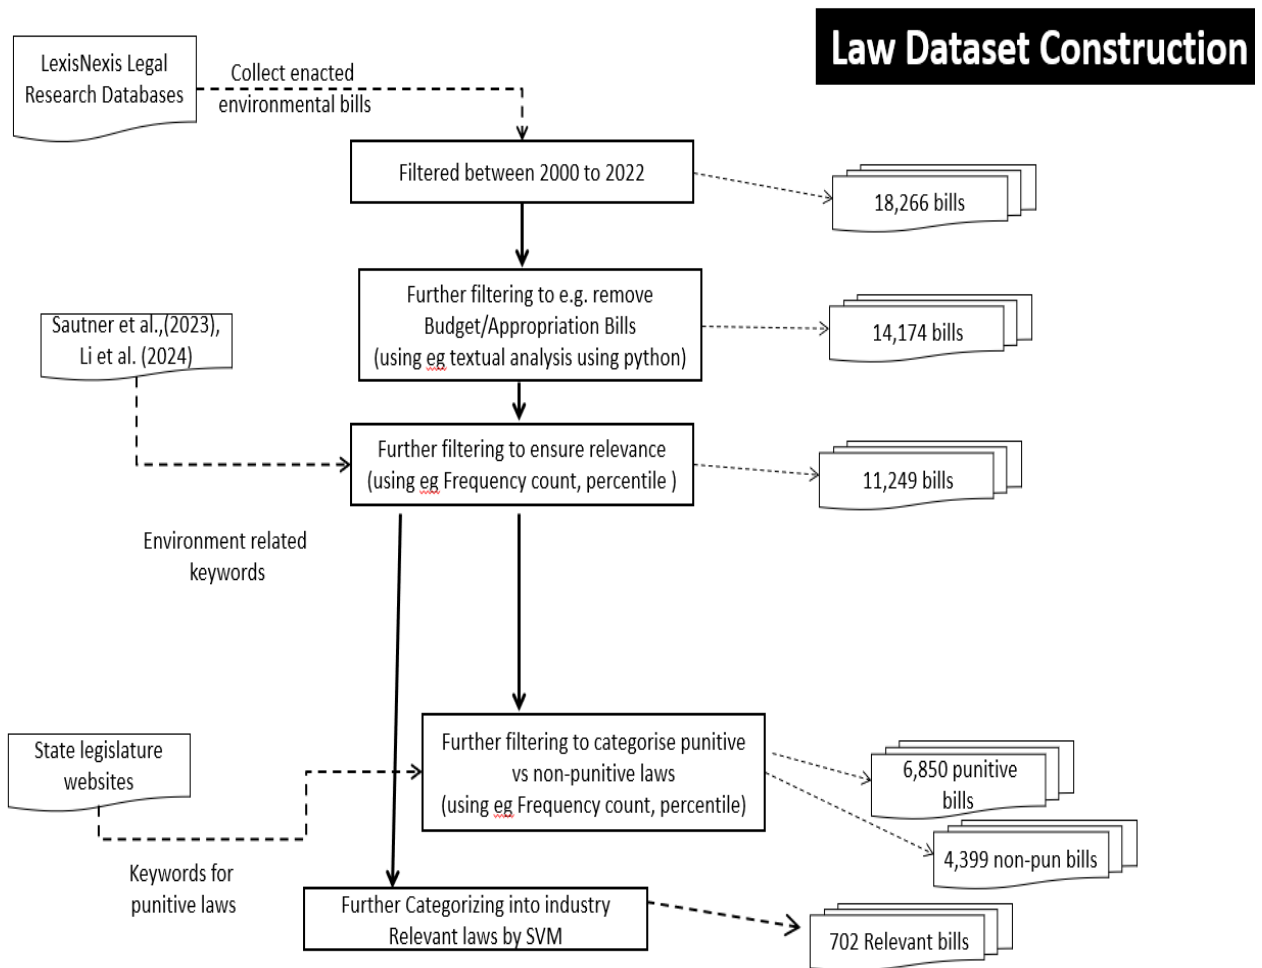 Law Dataset Construction
LexisNexis Legal
Research Databases
Collect enacted
environmental bills
Filtered between 2000 to 2022
18,266 bills
Further filtering to e.g. remove
Budget/Appropriation Bills
(using eg textual analysis using python)
14,174 bills
Sautner et al.,(2023),
Li et al. (2024)
Further filtering to ensure relevance
(using eg Frequency count, percentile )
11,249 bills
Environment related
keywords
Further filtering to categorise punitive
vs non-punitive laws
(using eg Frequency count, percentile)
6,850 punitive
bills
4,399 non-pun bills
State legislature
websites
Keywords for
punitive laws
Further Categorizing into industry
Relevant laws by SVM
702 Relevant bills